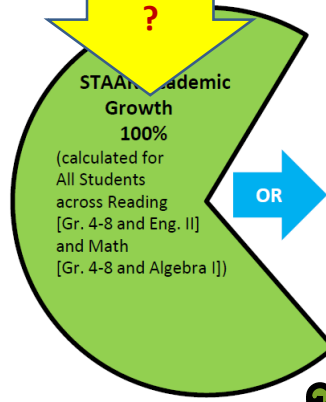 ?
STAAR Academic
Growth
100%
(calculated for
All Students
across Reading
[Gr. 4-8 and Eng. II]
and Math
[Gr. 4-8 and Algebra I])
OR